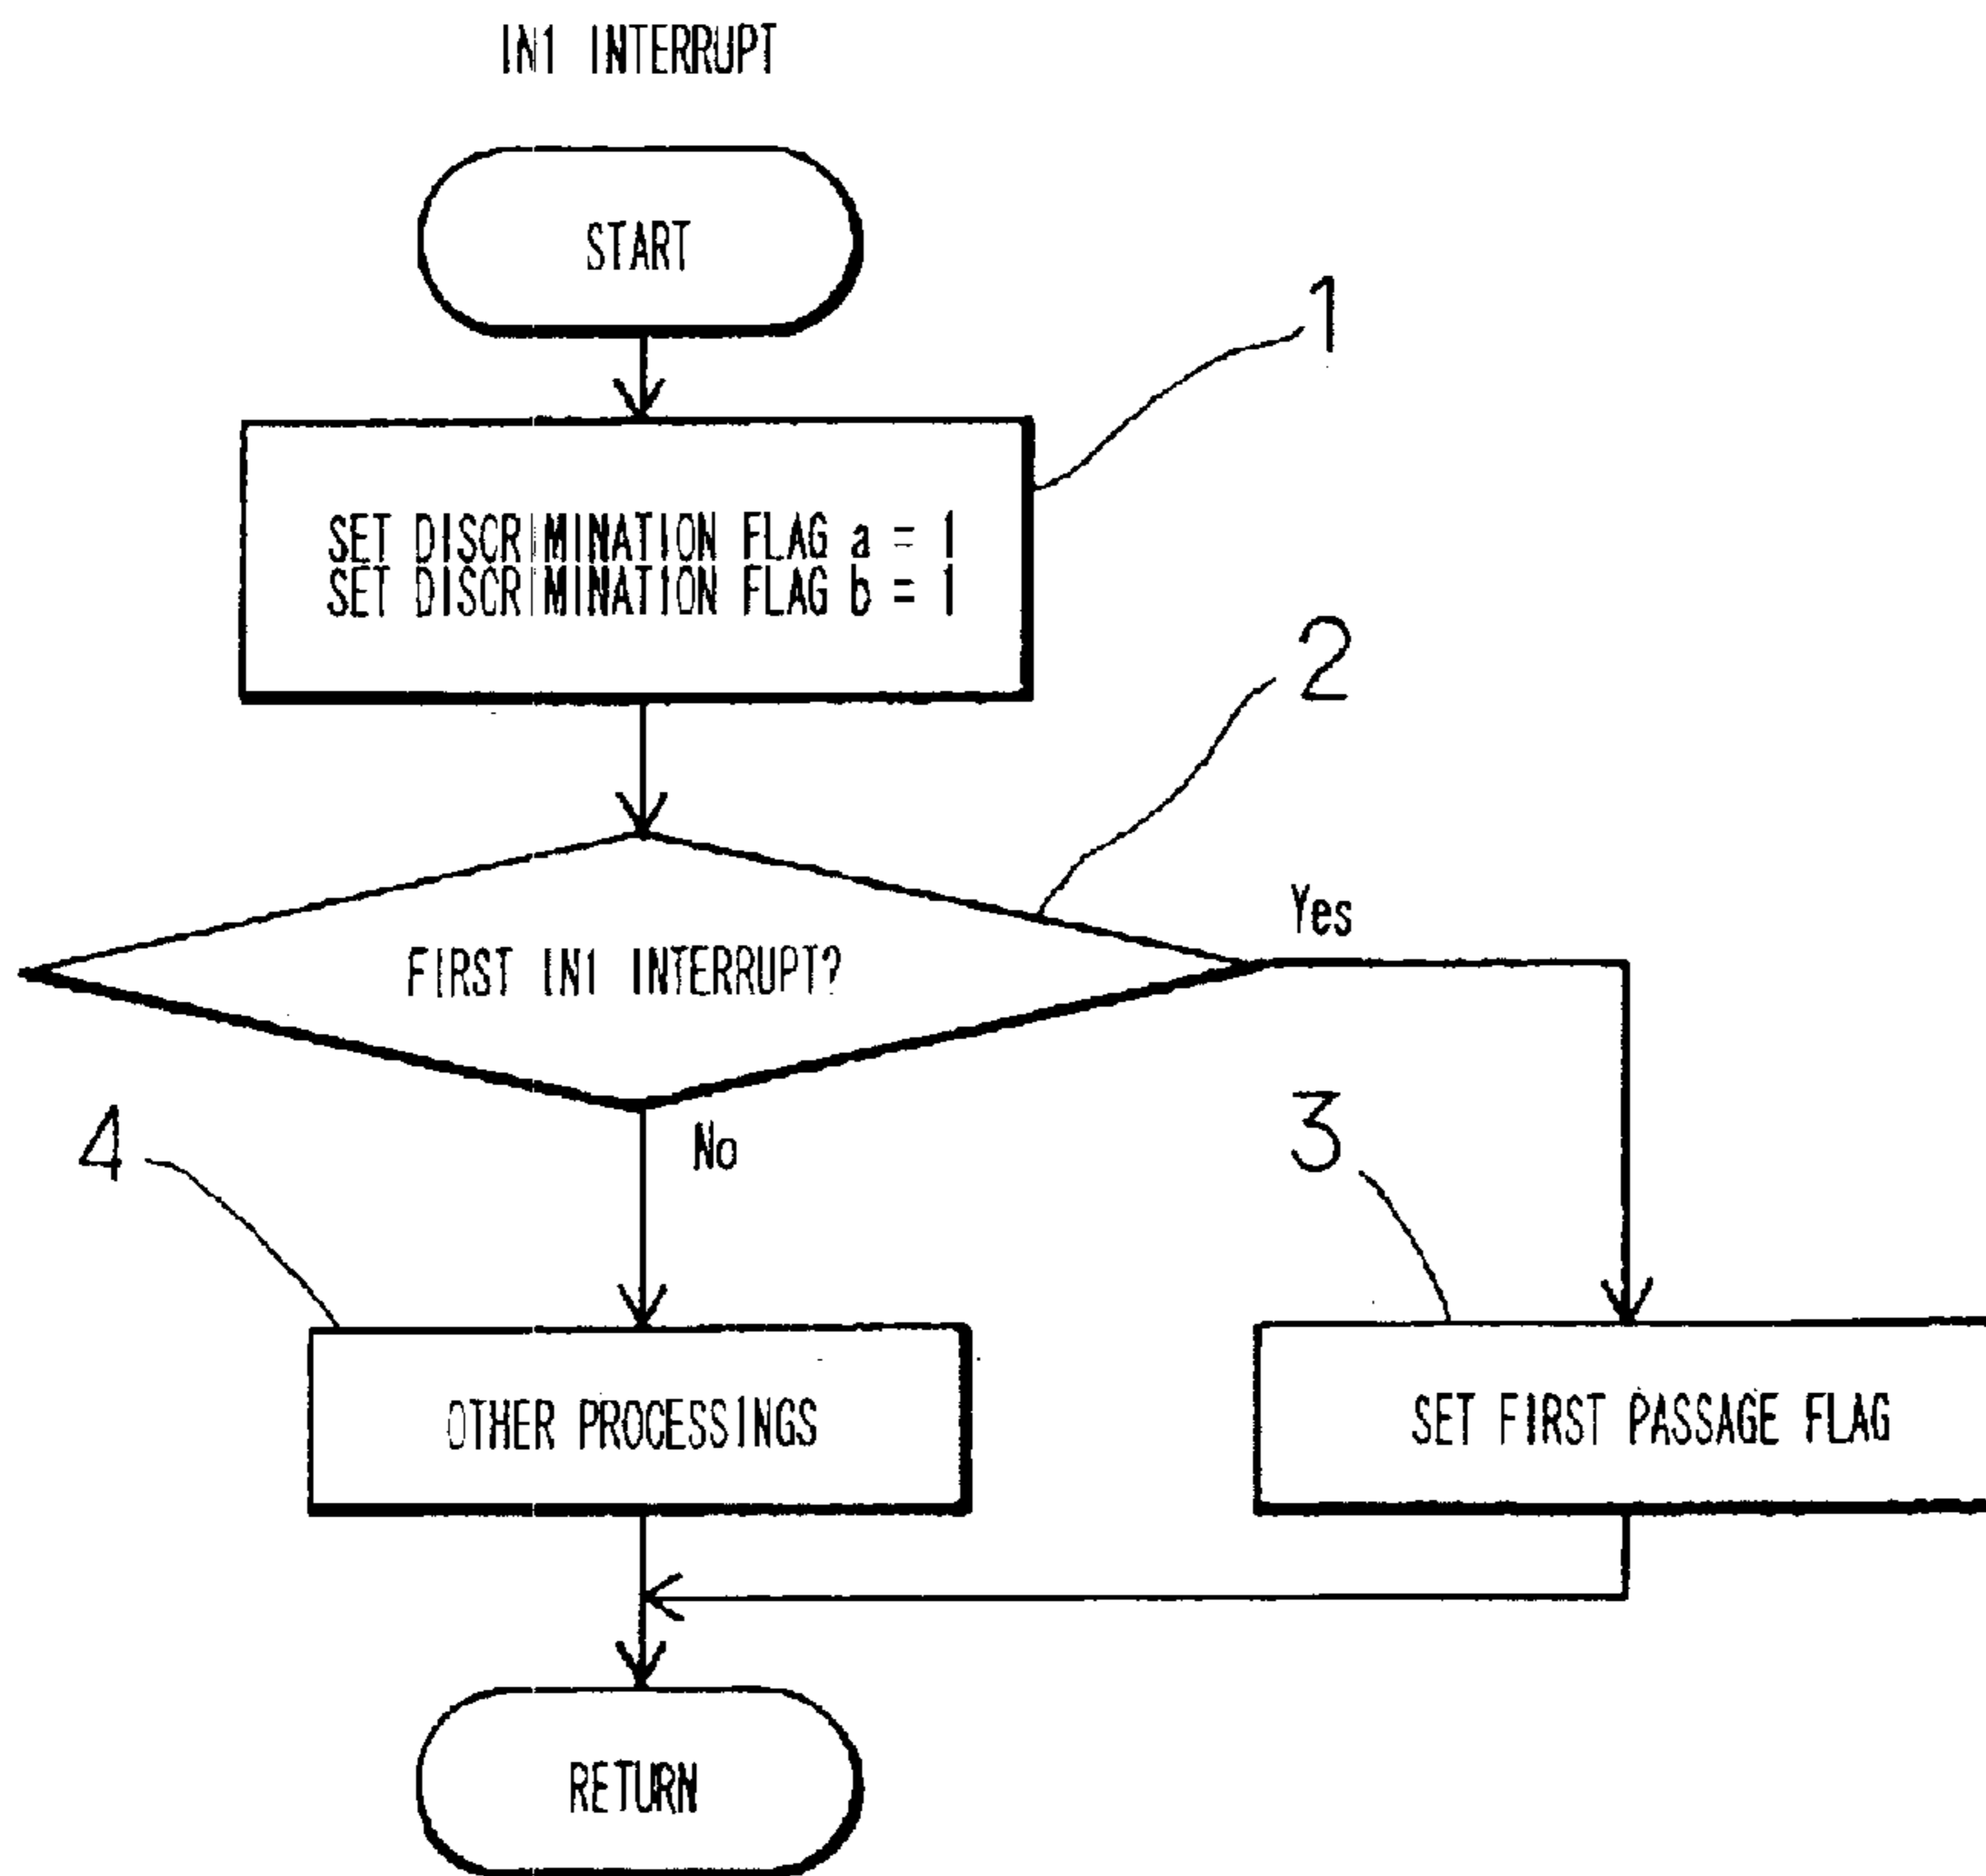 IN1 INTERRUPT
START
1
SET DISCRIMINATION FLAG a = 1
SET DISCRIMINATION FLAG b = 1
2
FIRST IN1 INTERRUPT?
Yes
No
4
3
OTHER PROCESSINGS
SET FIRST PASSAGE FLAG
RETURN